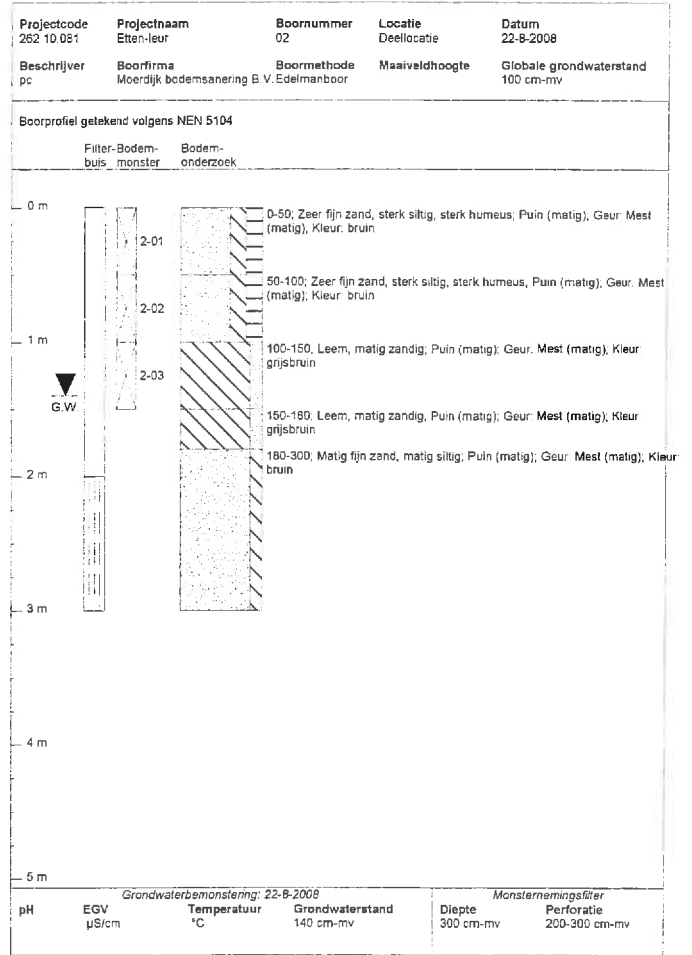 Projectcode Projectnaam Boornummer Locatie Datum
262 10.081 Etten-leur 02 Deellocatie 22-8-2008
Beschrijver Boorfirma Boormethode Maaiveldhoogte Globale grondwaterstand
pc Moerdijk bodemsanering B.V. Edelmanboor 100 cm-mv
Boorprofiel getekend volgens NEN 5104
Filter- Bodem- Bodem-
buis monster onderzoek
0 m
0-50; Zeer fijn zand, sterk siltig, sterk humeus; Puin (matig); Geur: Mest
(matig); Kleur: bruin
2-01
50-100; Zeer fijn zand, sterk siltig, sterk humeus, Puin (matig); Geur. Mest
(matig); Kleur: bruin
2-02
1 m
100-150, Leem, matig zandig; Puin (matig); Geur. Mest (matig); Kleur
grijsbruin
2-03
G.W.
150-180; Leem, matig zandig, Puin (matig); Geur: Mest (matig); Kleur
grijsbruin
180-300; Matig fijn zand, matig siltig; Puin (matig); Geur: Mest (matig); Kleur:
bruin
2 m
3 m
4 m
5 m
Grondwaterbemonstering: 22-8-2008 Monsternemingsfilter
pH EGV Temperatuur Grondwaterstand Diepte Perforatie
µS/cm °C 140 cm-mv 300 cm-mv 200-300 cm-mv